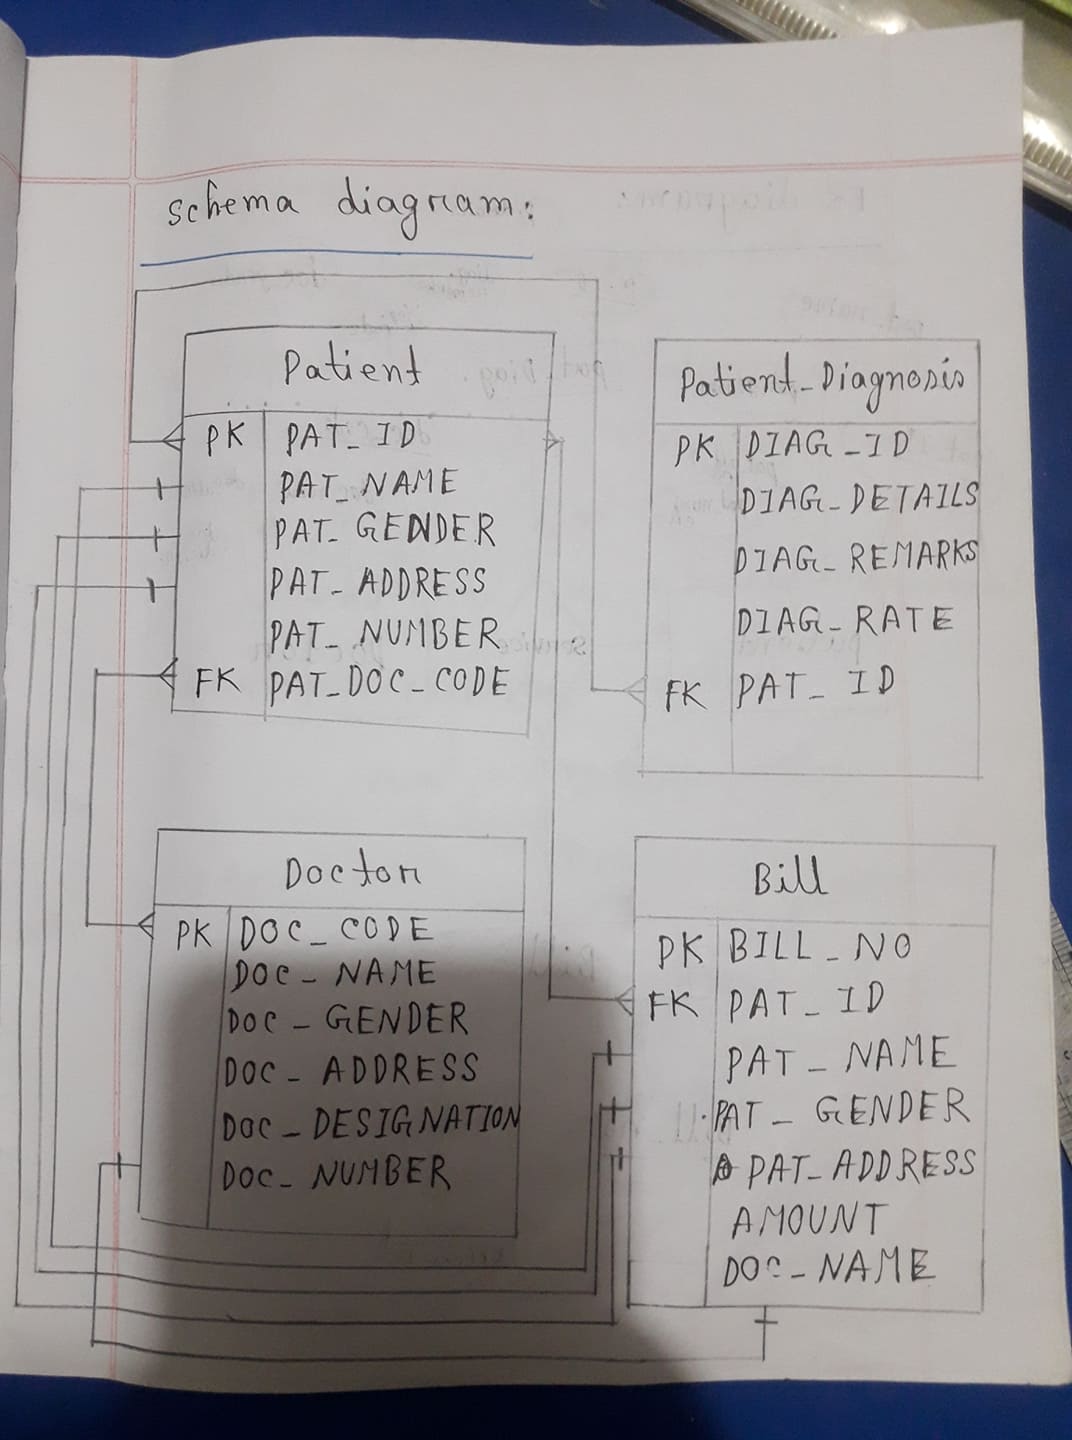 schema diagram:
Patient
PK PAT_ID
PAT_NAME
PAT_GENDER
PAT_ADDRESS
PAT_NUMBER
FK PAT_DOC_CODE
Patient_Diagnosis
PK DIAG_ID
DIAG_DETAILS
DIAG_REMARKS
DIAG_RATE
FK PAT_ID
Doctor
PK DOC_CODE
DOC_NAME
DOC_GENDER
DOC_ADDRESS
DOC_DESIGNATION
DOC_NUMBER
Bill
PK BILL_NO
FK PAT_ID
PAT_NAME
PAT_GENDER
PAT_ADDRESS
AMOUNT
DOC_NAME